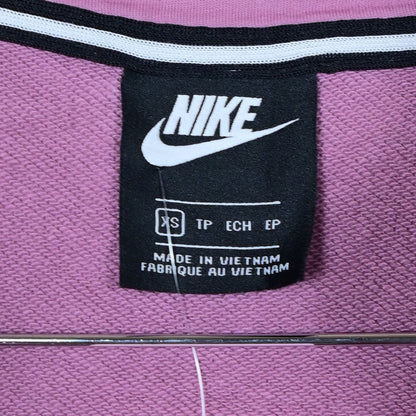 NIKE
XS TP ECH EP
MADE IN VIETNAM
FABRIQUE AU VIETNAM